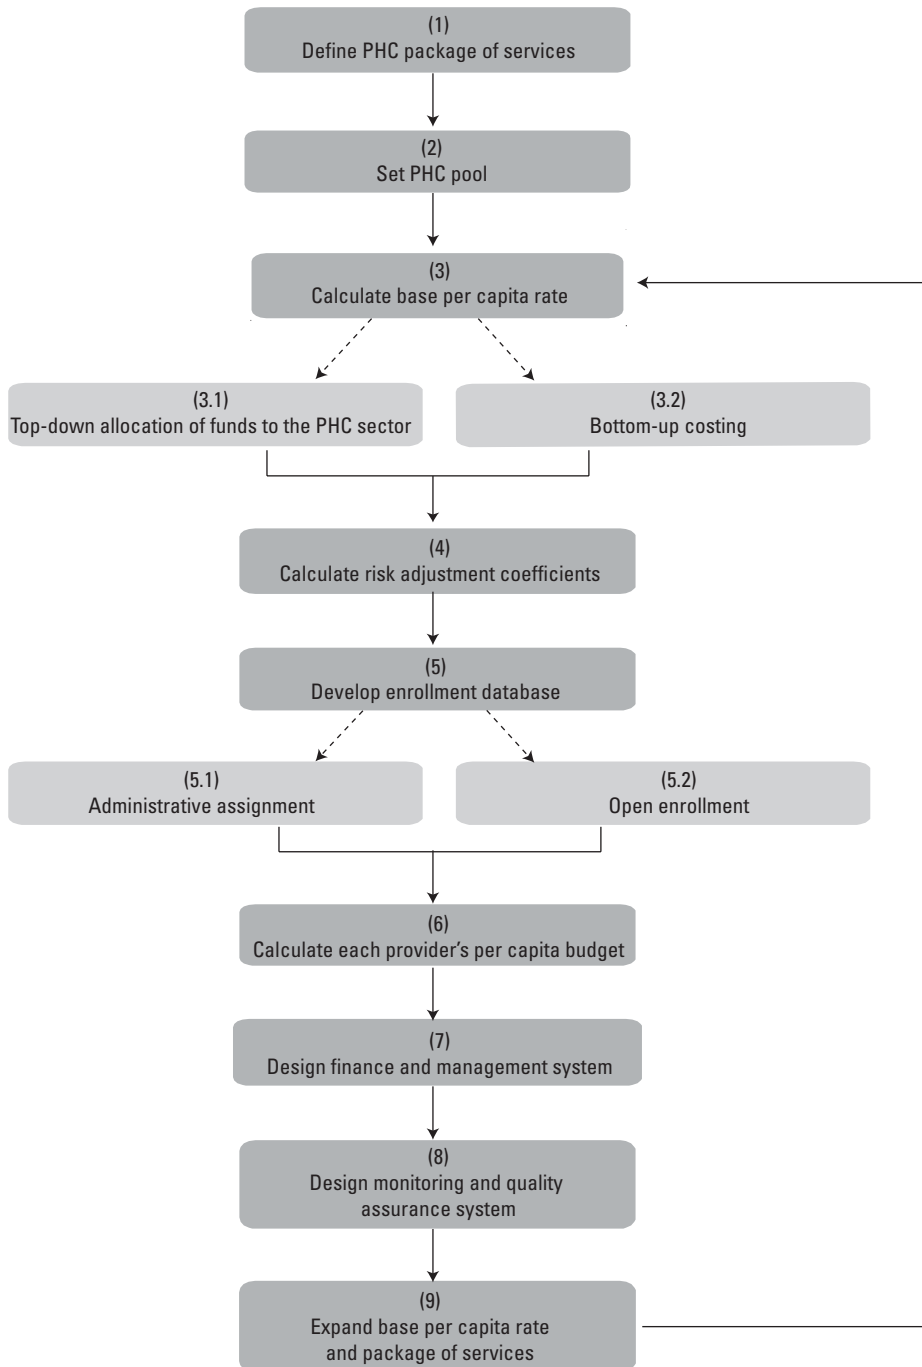 (1)
Define PHC package of services
(2)
Set PHC pool
(3)
Calculate base per capita rate
(3.1)
Top-down allocation of funds to the PHC sector
(3.2)
Bottom-up costing
(4)
Calculate risk adjustment coefficients
(5)
Develop enrollment database
(5.1)
Administrative assignment
(5.2)
Open enrollment
(6)
Calculate each provider's per capita budget
(7)
Design finance and management system
(8)
Design monitoring and quality
assurance system
(9)
Expand base per capita rate
and package of services